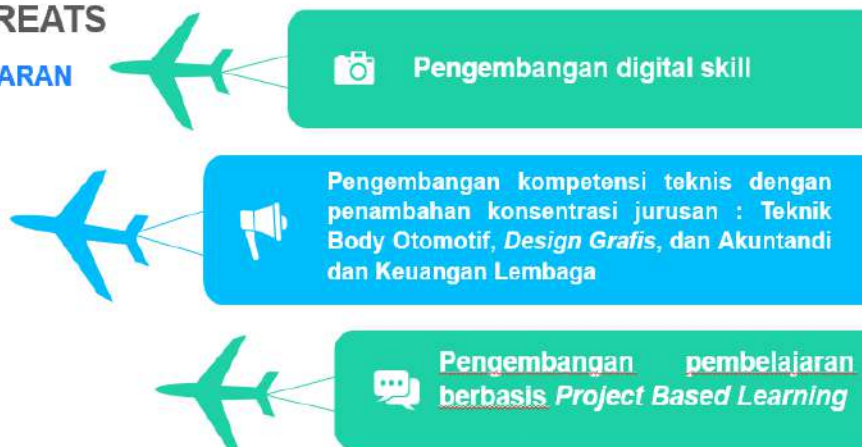 REATS
ARAN
Pengembangan digital skill
Pengembangan kompetensi teknis dengan
penambahan konsentrasi jurusan : Teknik
Body Otomotif, Design Grafis, dan Akuntandi
dan Keuangan Lembaga
Pengembangan pembelajaran
berbasis Project Based Learning